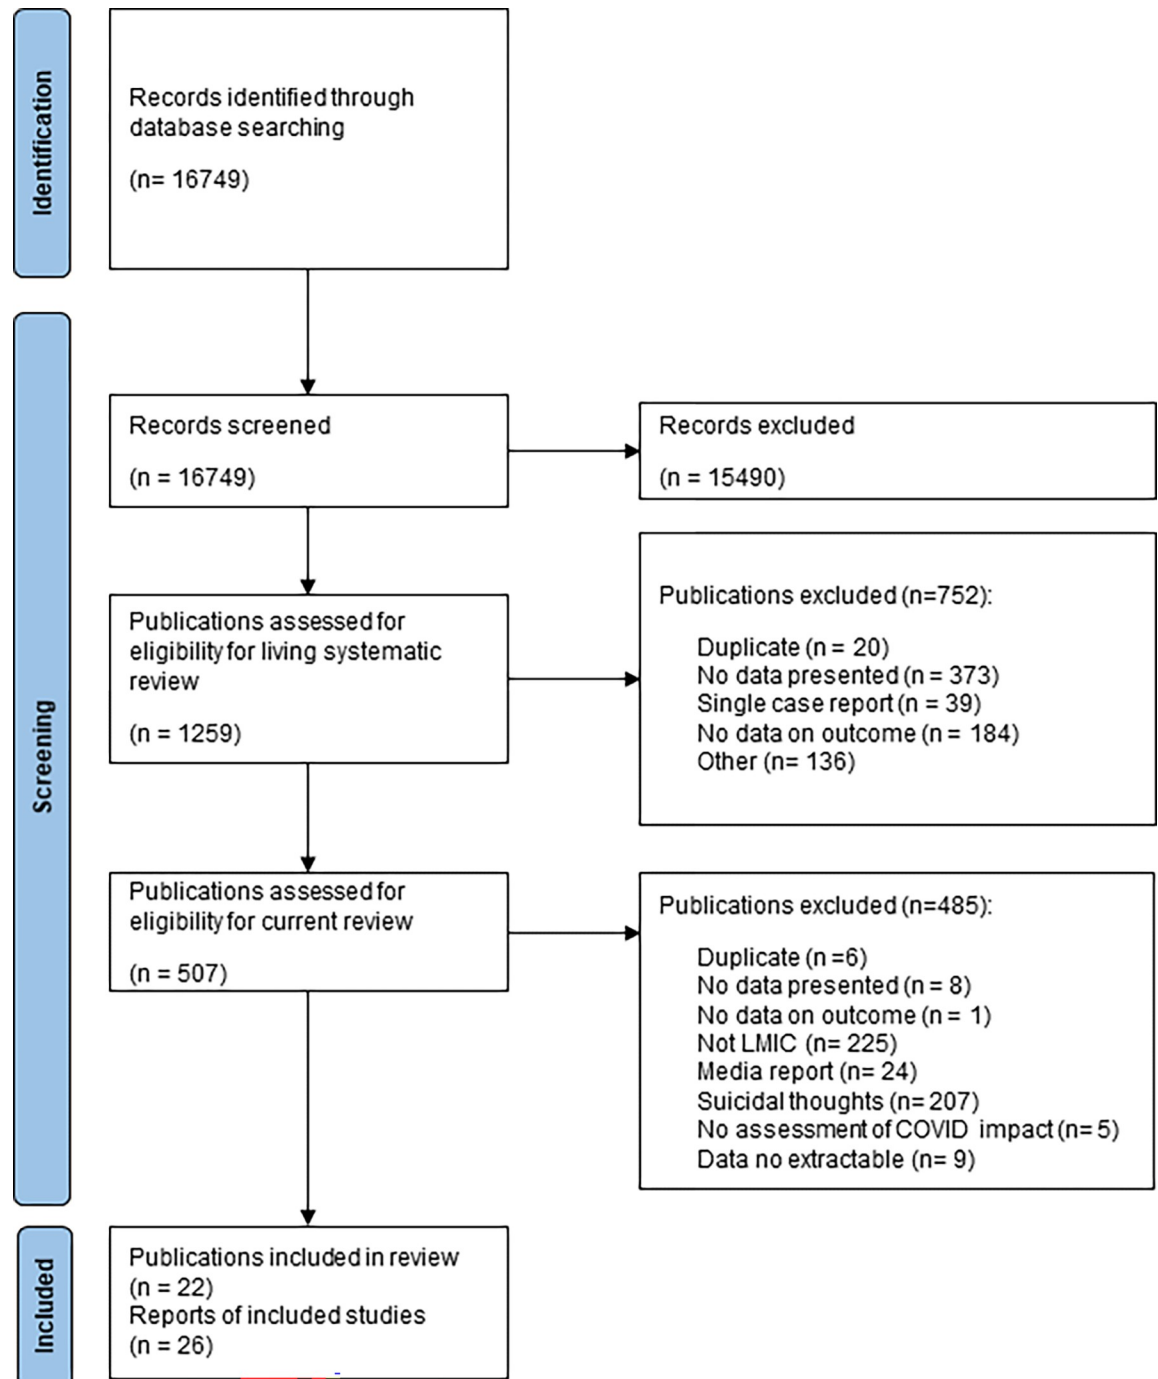 Identification
Records identified through
database searching
(n= 16749)
Screening
Records screened
(n = 16749)
Records excluded
(n = 15490)
Publications assessed for
eligibility for living systematic
review
(n = 1259)
Publications excluded (n=752):
Duplicate (n = 20)
No data presented (n = 373)
Single case report (n = 39)
No data on outcome (n = 184)
Other (n= 136)
Publications assessed for
eligibility for current review
(n = 507)
Publications excluded (n=485):
Duplicate (n =6)
No data presented (n = 8)
No data on outcome (n = 1)
Not LMIC (n= 225)
Media report (n= 24)
Suicidal thoughts (n= 207)
No assessment of COVID impact (n= 5)
Data no extractable (n= 9)
Included
Publications included in review
(n = 22)
Reports of included studies
(n = 26)